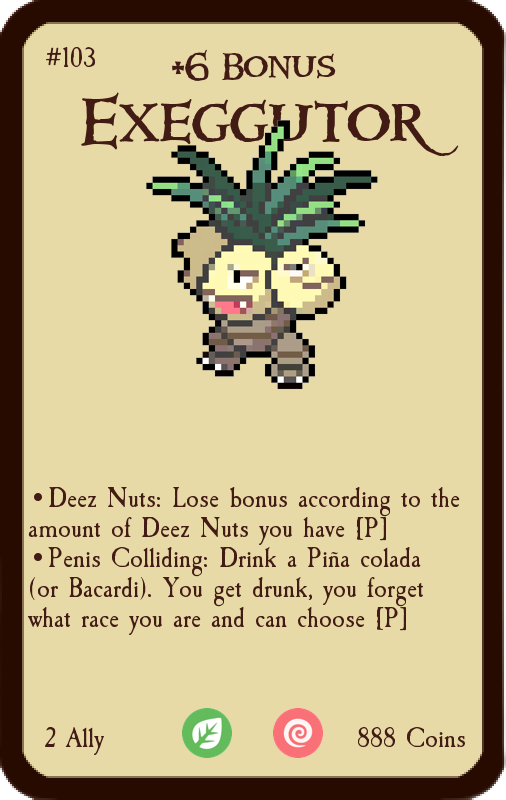 #103
+6 Bonus
Exeggutor
•Deez Nuts: Lose bonus according to the
amount of Deez Nuts you have [P]
•Penis Colliding: Drink a Piña colada
(or Bacardi). You get drunk, you forget
what race you are and can choose [P]
2 Ally
888 Coins